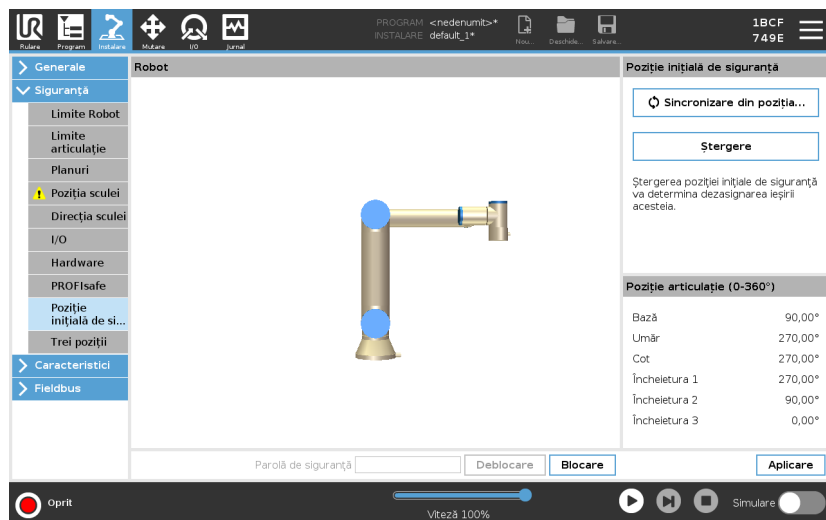 PROGRAM <nedenumit>*
INSTALARE default_1*
1BCF
749E
Rulare Program Instalare Mutare I/O Jurnal Nou... Deschide... Salvare...
Generale
Robot
Poziție inițială de siguranță
Siguranță
Limite Robot
Limite
articulație
Planuri
Poziția sculei
Direcția sculei
I/O
Hardware
PROFIsafe
Poziție
inițială de si...
Trei poziții
Caracteristici
Fieldbus
Sincronizare din poziția...
Ștergere
Ștergerea poziției inițiale de siguranță
va determina dezasignarea ieșirii
acesteia.
Poziție articulație (0-360°)
Bază 90,00°
Umăr 270,00°
Cot 270,00°
Încheietura 1 270,00°
Încheietura 2 90,00°
Încheietura 3 0,00°
Parolă de siguranță Deblocare Blocare Aplicare
Oprit
Viteză 100%
Simulare